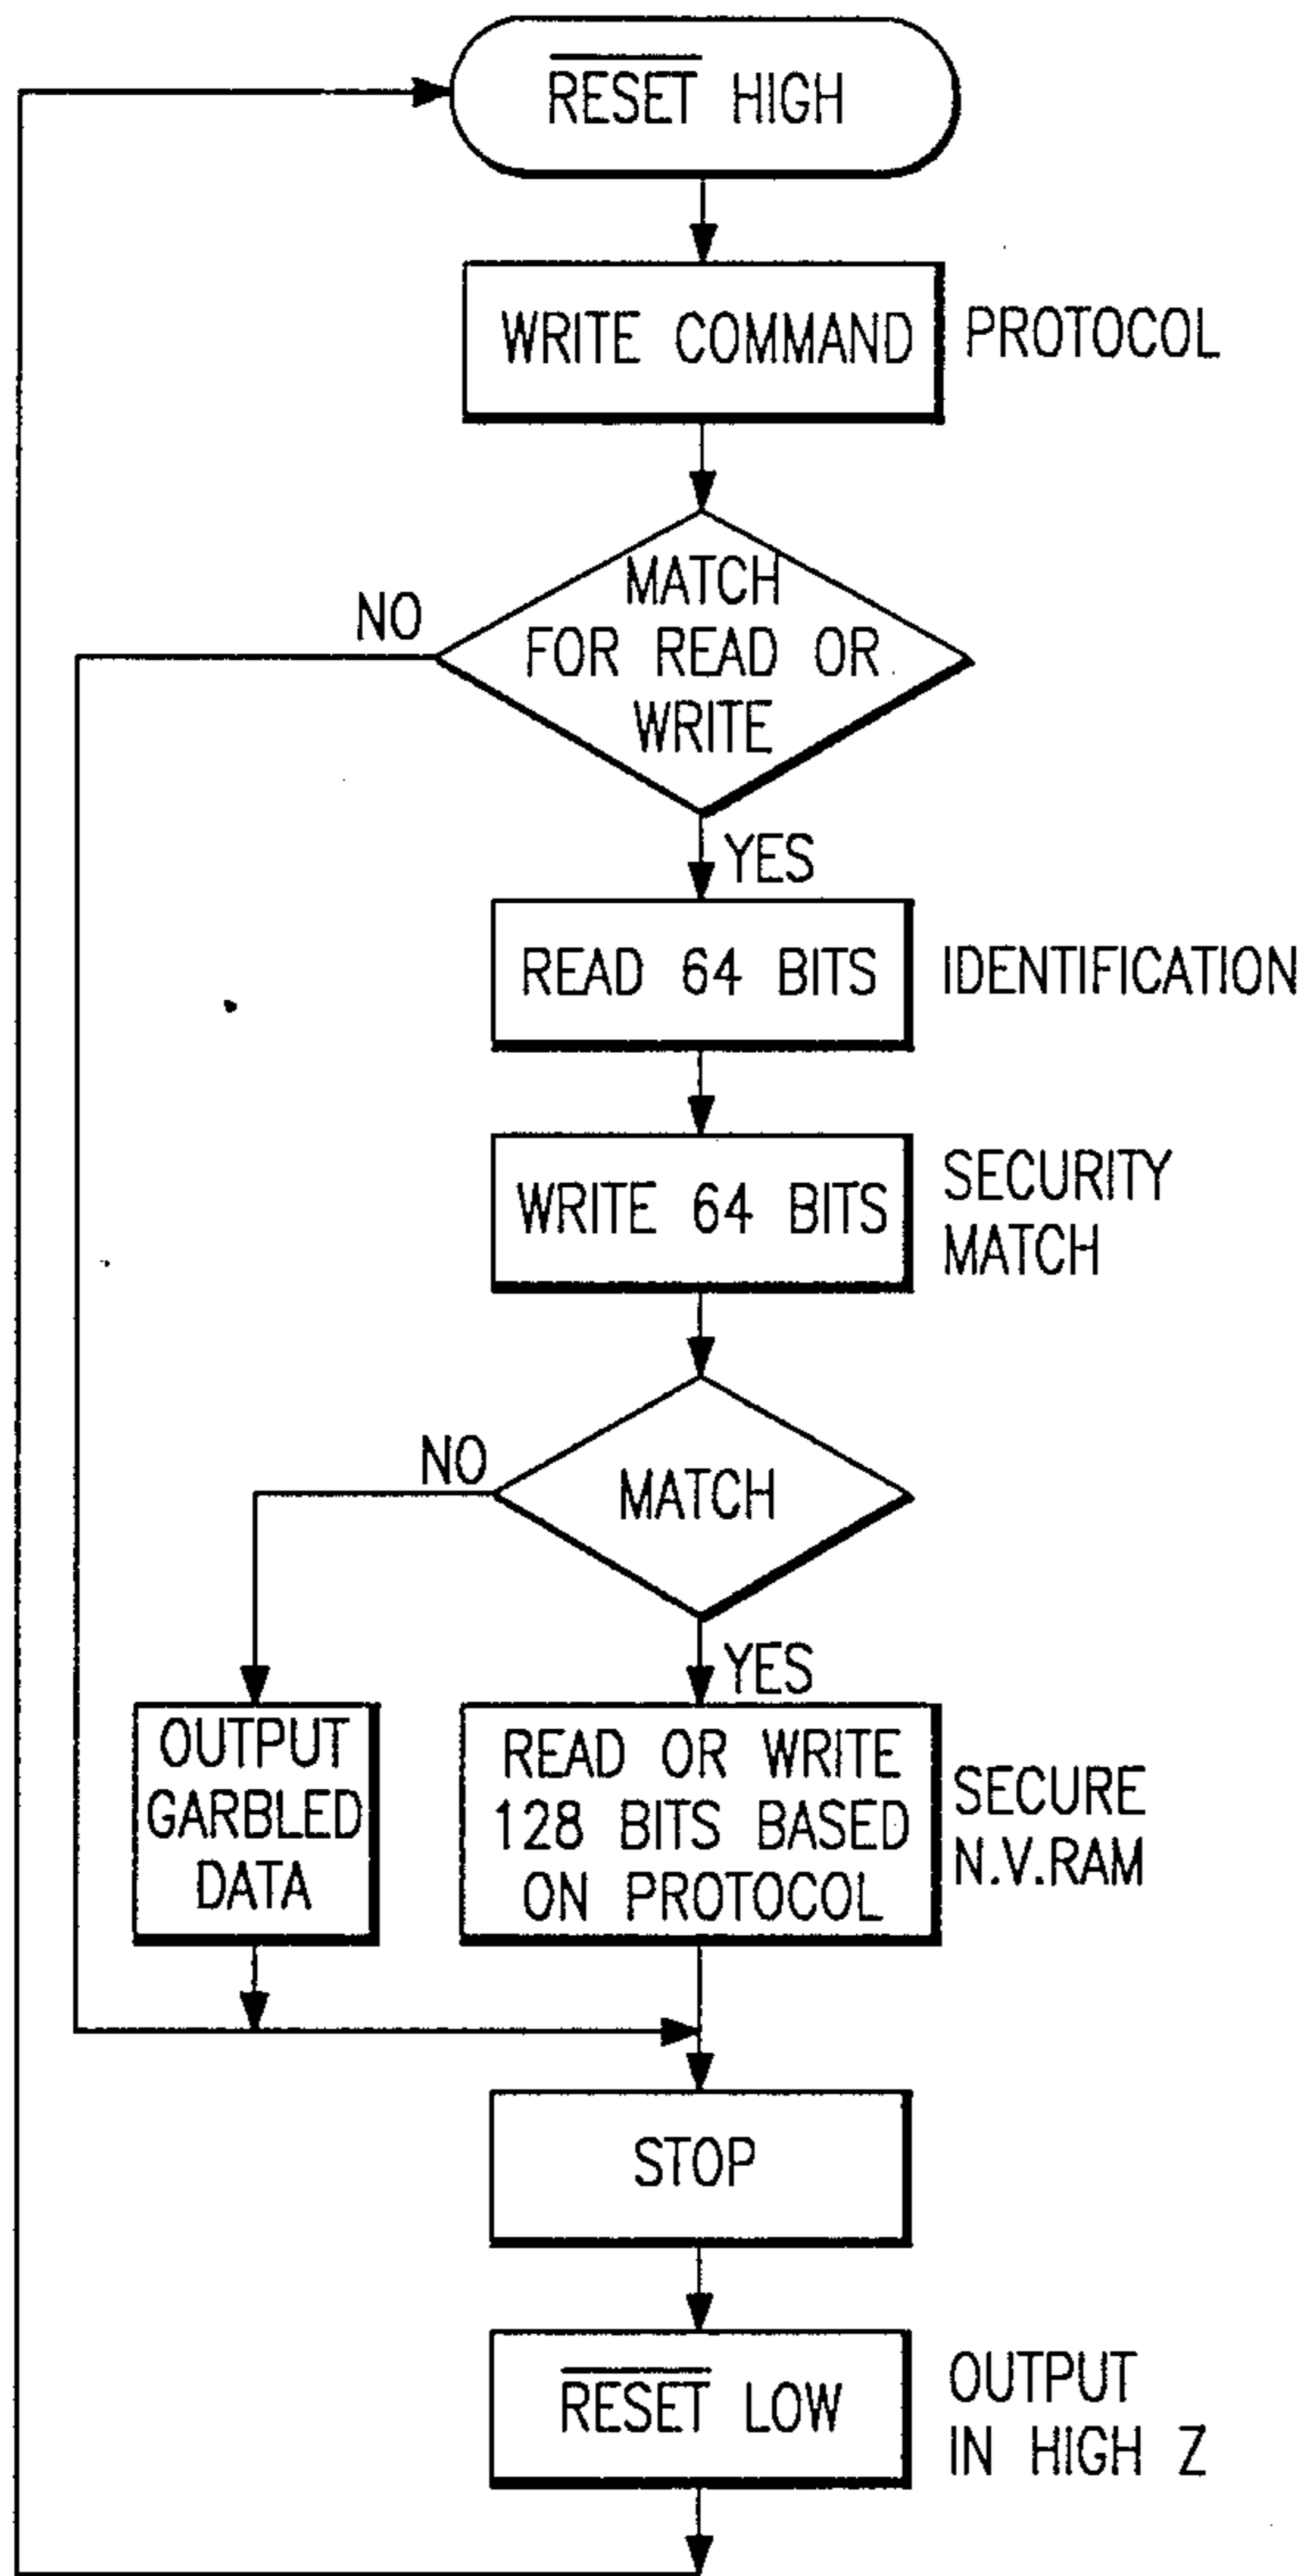 RESET HIGH
WRITE COMMAND
PROTOCOL
MATCH
FOR READ OR
WRITE
NO
YES
READ 64 BITS
IDENTIFICATION
WRITE 64 BITS
SECURITY
MATCH
MATCH
NO
YES
OUTPUT
GARBLED
DATA
READ OR WRITE
128 BITS BASED
ON PROTOCOL
SECURE
N.V.RAM
STOP
RESET LOW
OUTPUT
IN HIGH Z